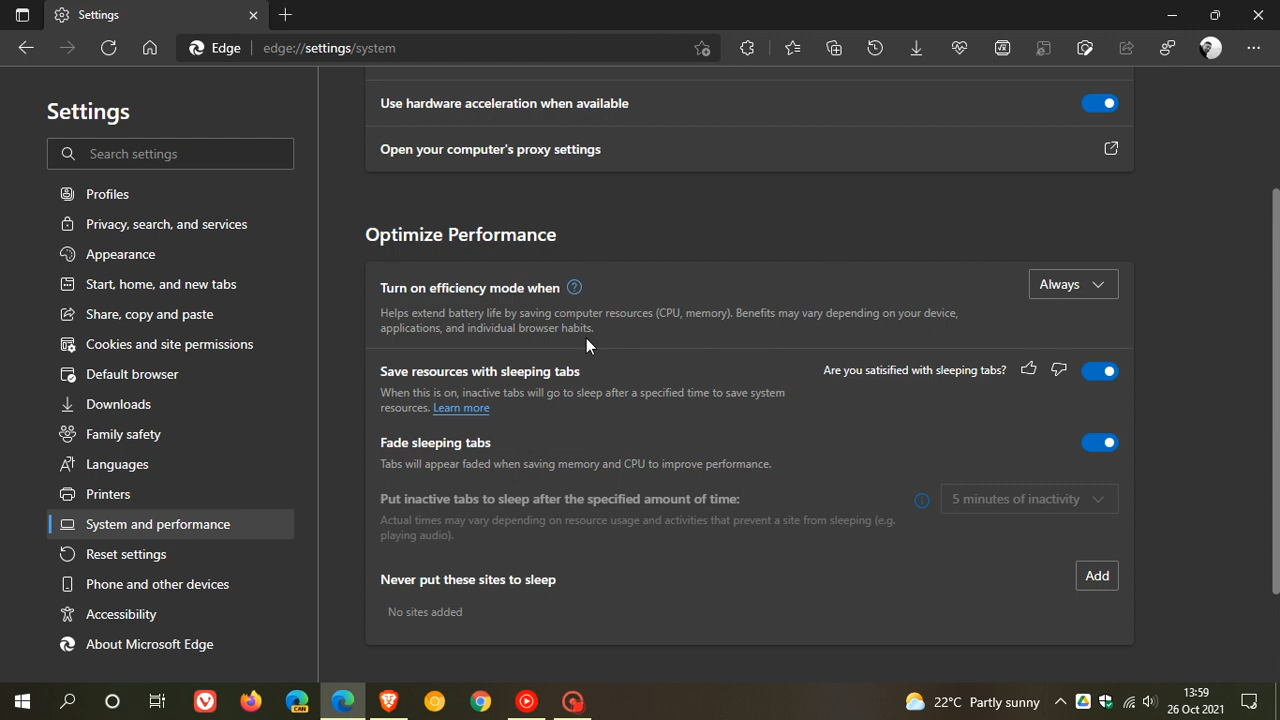 Settings
Edge
edge://settings/system
Settings
Search settings
Profiles
Privacy, search, and services
Appearance
Start, home, and new tabs
Share, copy and paste
Cookies and site permissions
Default browser
Downloads
Family safety
Languages
Printers
System and performance
Reset settings
Phone and other devices
Accessibility
About Microsoft Edge
Use hardware acceleration when available
Open your computer's proxy settings
Optimize Performance
Turn on efficiency mode when
Always
Helps extend battery life by saving computer resources (CPU, memory). Benefits may vary depending on your device,
applications, and individual browser habits.
Save resources with sleeping tabs
Are you satisfied with sleeping tabs?
When this is on, inactive tabs will go to sleep after a specified time to save system
resources. Learn more
Fade sleeping tabs
Tabs will appear faded when saving memory and CPU to improve performance.
Put inactive tabs to sleep after the specified amount of time:
5 minutes of inactivity
Actual times may vary depending on resource usage and activities that prevent a site from sleeping (e.g.
playing audio).
Never put these sites to sleep
Add
No sites added
CAN
22°C Partly sunny
13:59
26 Oct 2021